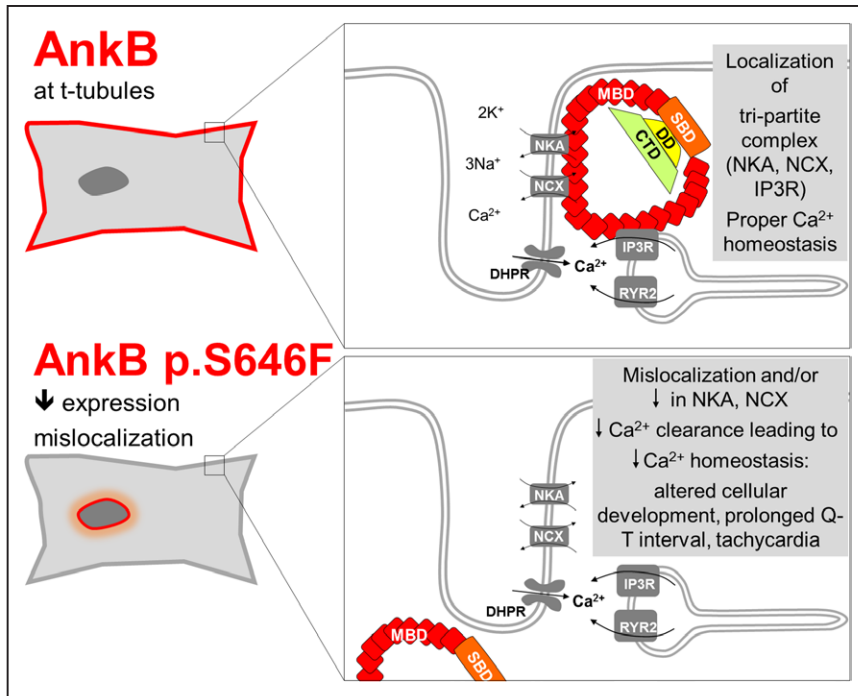 AnkB
at t-tubules
2K⁺
3Na⁺
Ca²⁺
NKA
NCX
DHPR
Ca²⁺
MBD
SBD
DD
CTD
IP3R
RYR2
Localization
of
tri-partite
complex
(NKA, NCX,
IP3R)
Proper Ca²⁺
homeostasis
AnkB p.S646F
🡇 expression
mislocalization
NKA
NCX
DHPR
Ca²⁺
IP3R
RYR2
MBD
SBD
Mislocalization and/or
↓ in NKA, NCX
↓ Ca²⁺ clearance leading to
↓Ca²⁺ homeostasis:
altered cellular
development, prolonged Q-
T interval, tachycardia